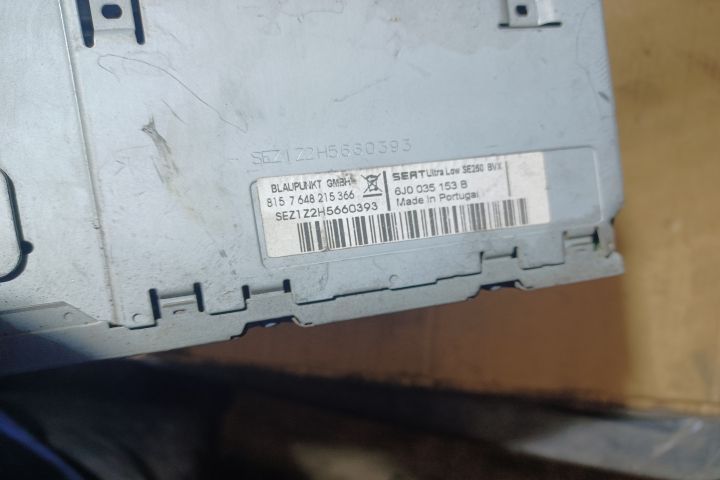 SEZ1Z2H5660393
BLAUPUNKT GMBH
815 7 648 215 366
SEZ1Z2H5660393
SEAT Ultra Low SE250 BVX
6J0 035 153 B
Made in Portugal